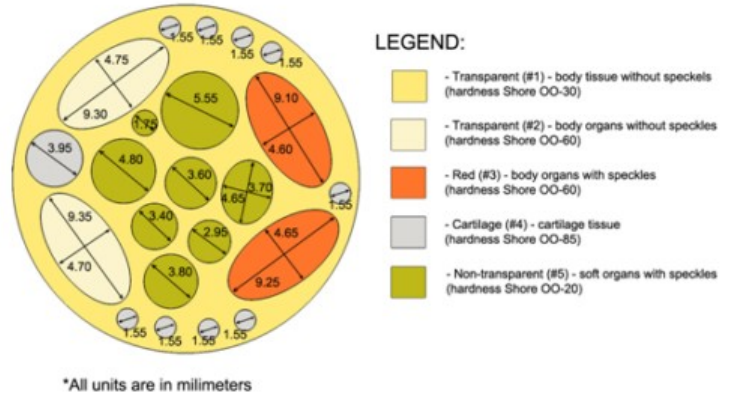 1.55
1.55
1.55
1.55
4.75
9.30
5.55
9.10
4.60
1.75
3.95
4.80
3.60
3.70
4.65
1.55
9.35
4.70
3.40
2.95
4.65
9.25
3.80
1.55
1.55
1.55
1.55
*All units are in milimeters
LEGEND:
- Transparent (#1) - body tissue without speckels
(hardness Shore OO-30)
- Transparent (#2) - body organs without speckles
(hardness Shore OO-60)
- Red (#3) - body organs with speckles
(hardness Shore OO-60)
- Cartilage (#4) - cartilage tissue
(hardness Shore OO-85)
- Non-transparent (#5) - soft organs with speckles
(hardness Shore OO-20)